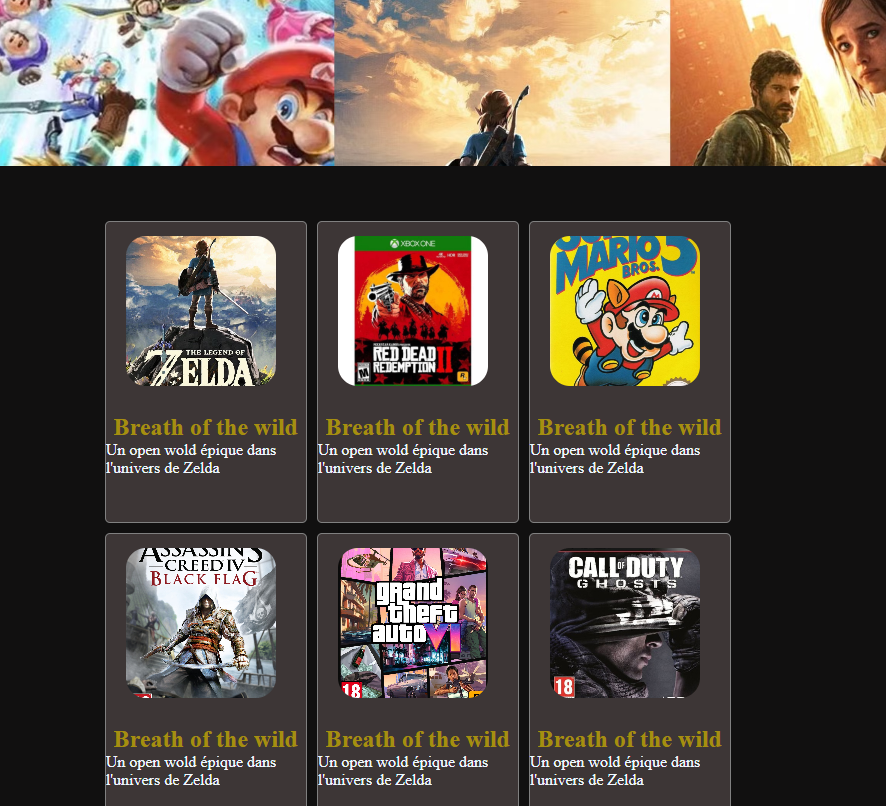 THE LEGEND OF
ZELDA
XBOX ONE
RED DEAD
REDEMPTION II
MARIO 3
BROS.
Breath of the wild
Un open wold épique dans
l'univers de Zelda
Breath of the wild
Un open wold épique dans
l'univers de Zelda
Breath of the wild
Un open wold épique dans
l'univers de Zelda
ASSASSIN'S
CREED IV
BLACK FLAG
grand
theft
auto VI
18
CALL OF DUTY
GHOSTS
18
Breath of the wild
Un open wold épique dans
l'univers de Zelda
Breath of the wild
Un open wold épique dans
l'univers de Zelda
Breath of the wild
Un open wold épique dans
l'univers de Zelda